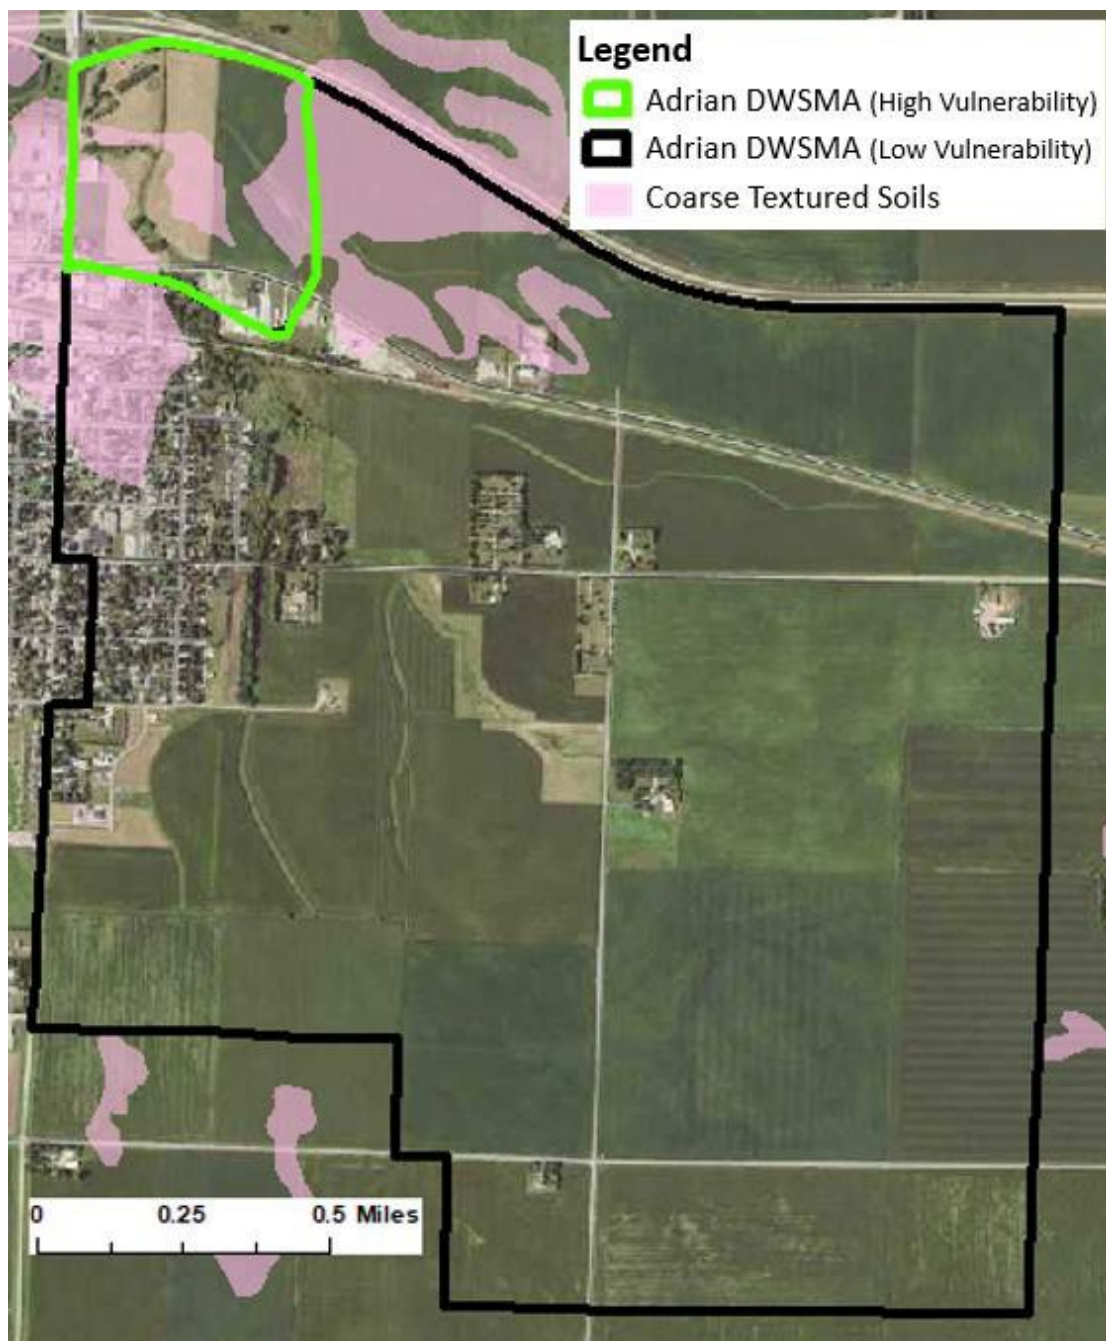 Legend
Adrian DWSMA (High Vulnerability)
Adrian DWSMA (Low Vulnerability)
Coarse Textured Soils
0 0.25 0.5 Miles